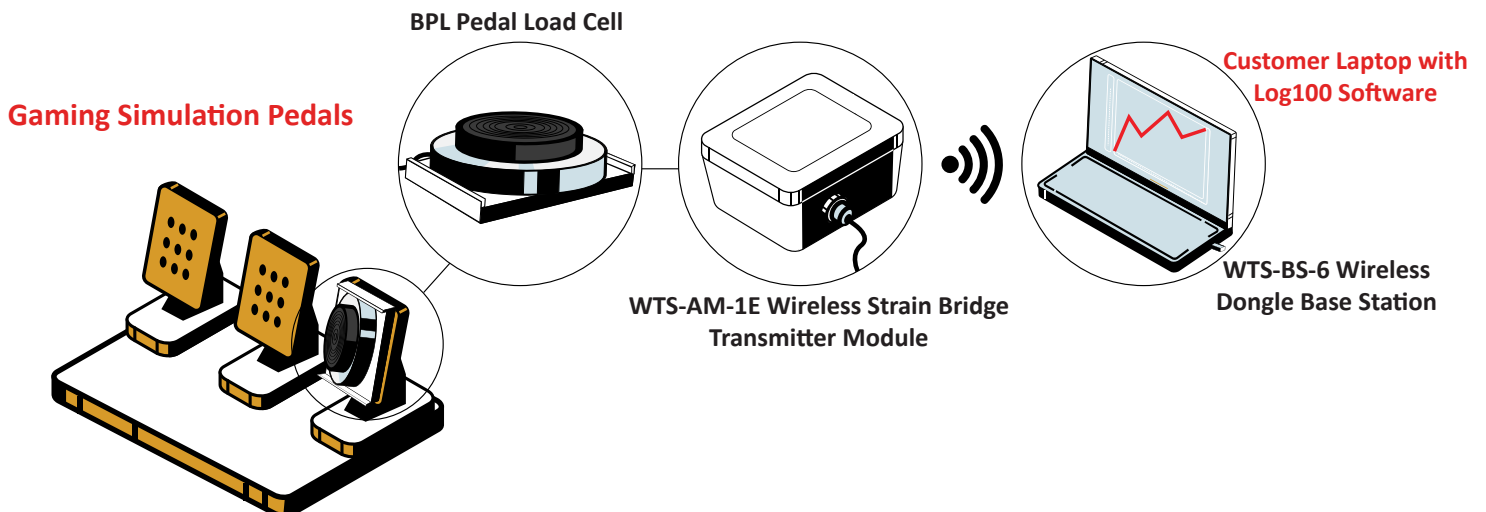 BPL Pedal Load Cell
Gaming Simulation Pedals
Customer Laptop with
Log100 Software
WTS-AM-1E Wireless Strain Bridge
Transmitter Module
WTS-BS-6 Wireless
Dongle Base Station